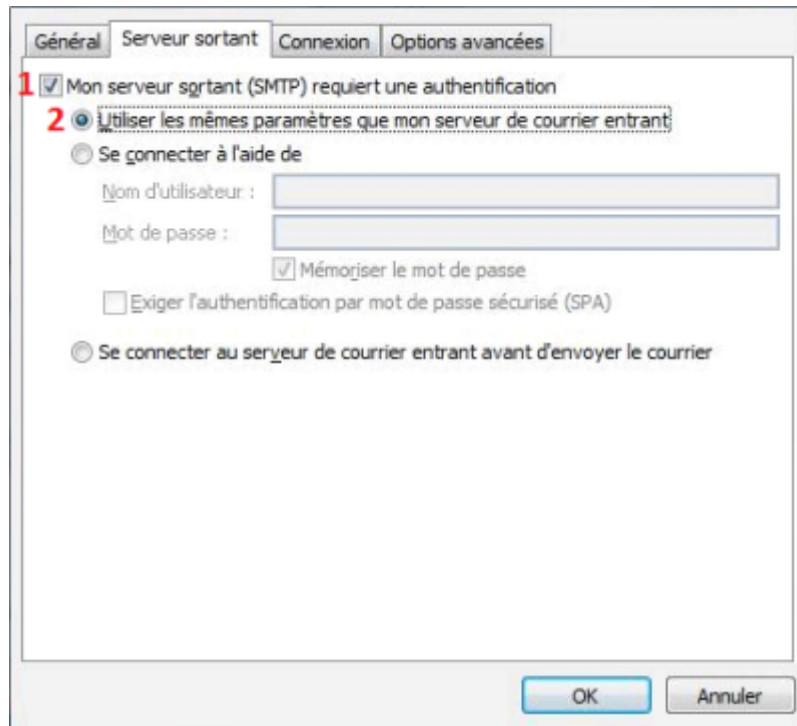 Général Serveur sortant Connexion Options avancées
1 Mon serveur sortant (SMTP) requiert une authentification
2 Utiliser les mêmes paramètres que mon serveur de courrier entrant
Se connecter à l'aide de
Nom d'utilisateur :
Mot de passe :
Mémoriser le mot de passe
Exiger l'authentification par mot de passe sécurisé (SPA)
Se connecter au serveur de courrier entrant avant d'envoyer le courrier
OK Annuler